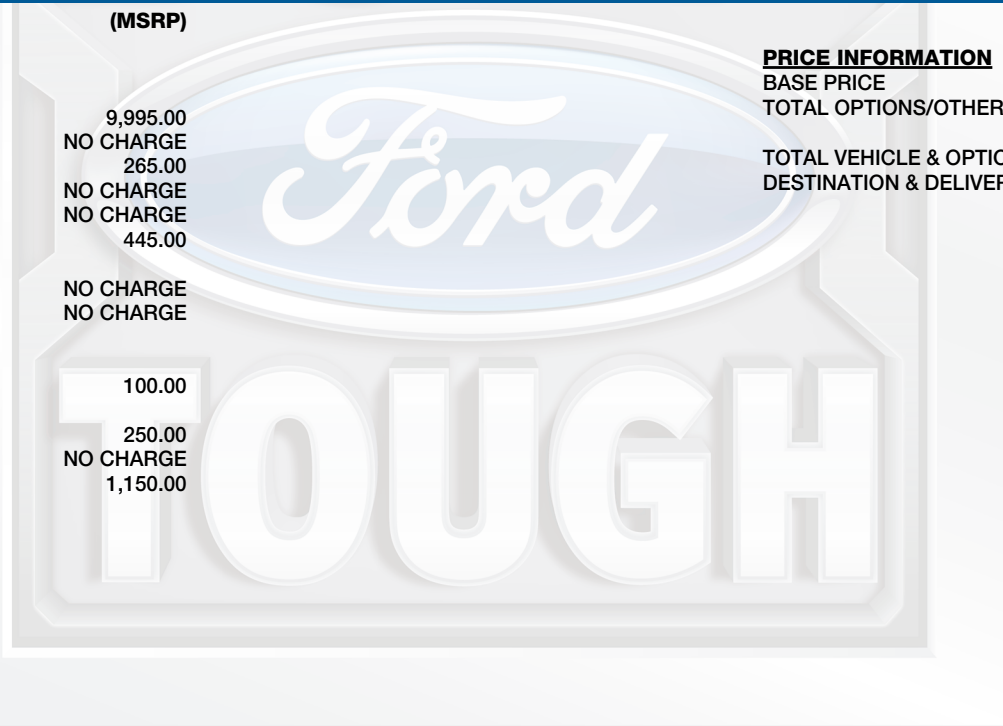 (MSRP)
9,995.00
NO CHARGE
265.00
NO CHARGE
NO CHARGE
445.00
NO CHARGE
NO CHARGE
100.00
250.00
NO CHARGE
1,150.00
PRICE INFORMATION
BASE PRICE
TOTAL OPTIONS/OTHER
TOTAL VEHICLE & OPTIO
DESTINATION & DELIVER
Ford
TOUGH